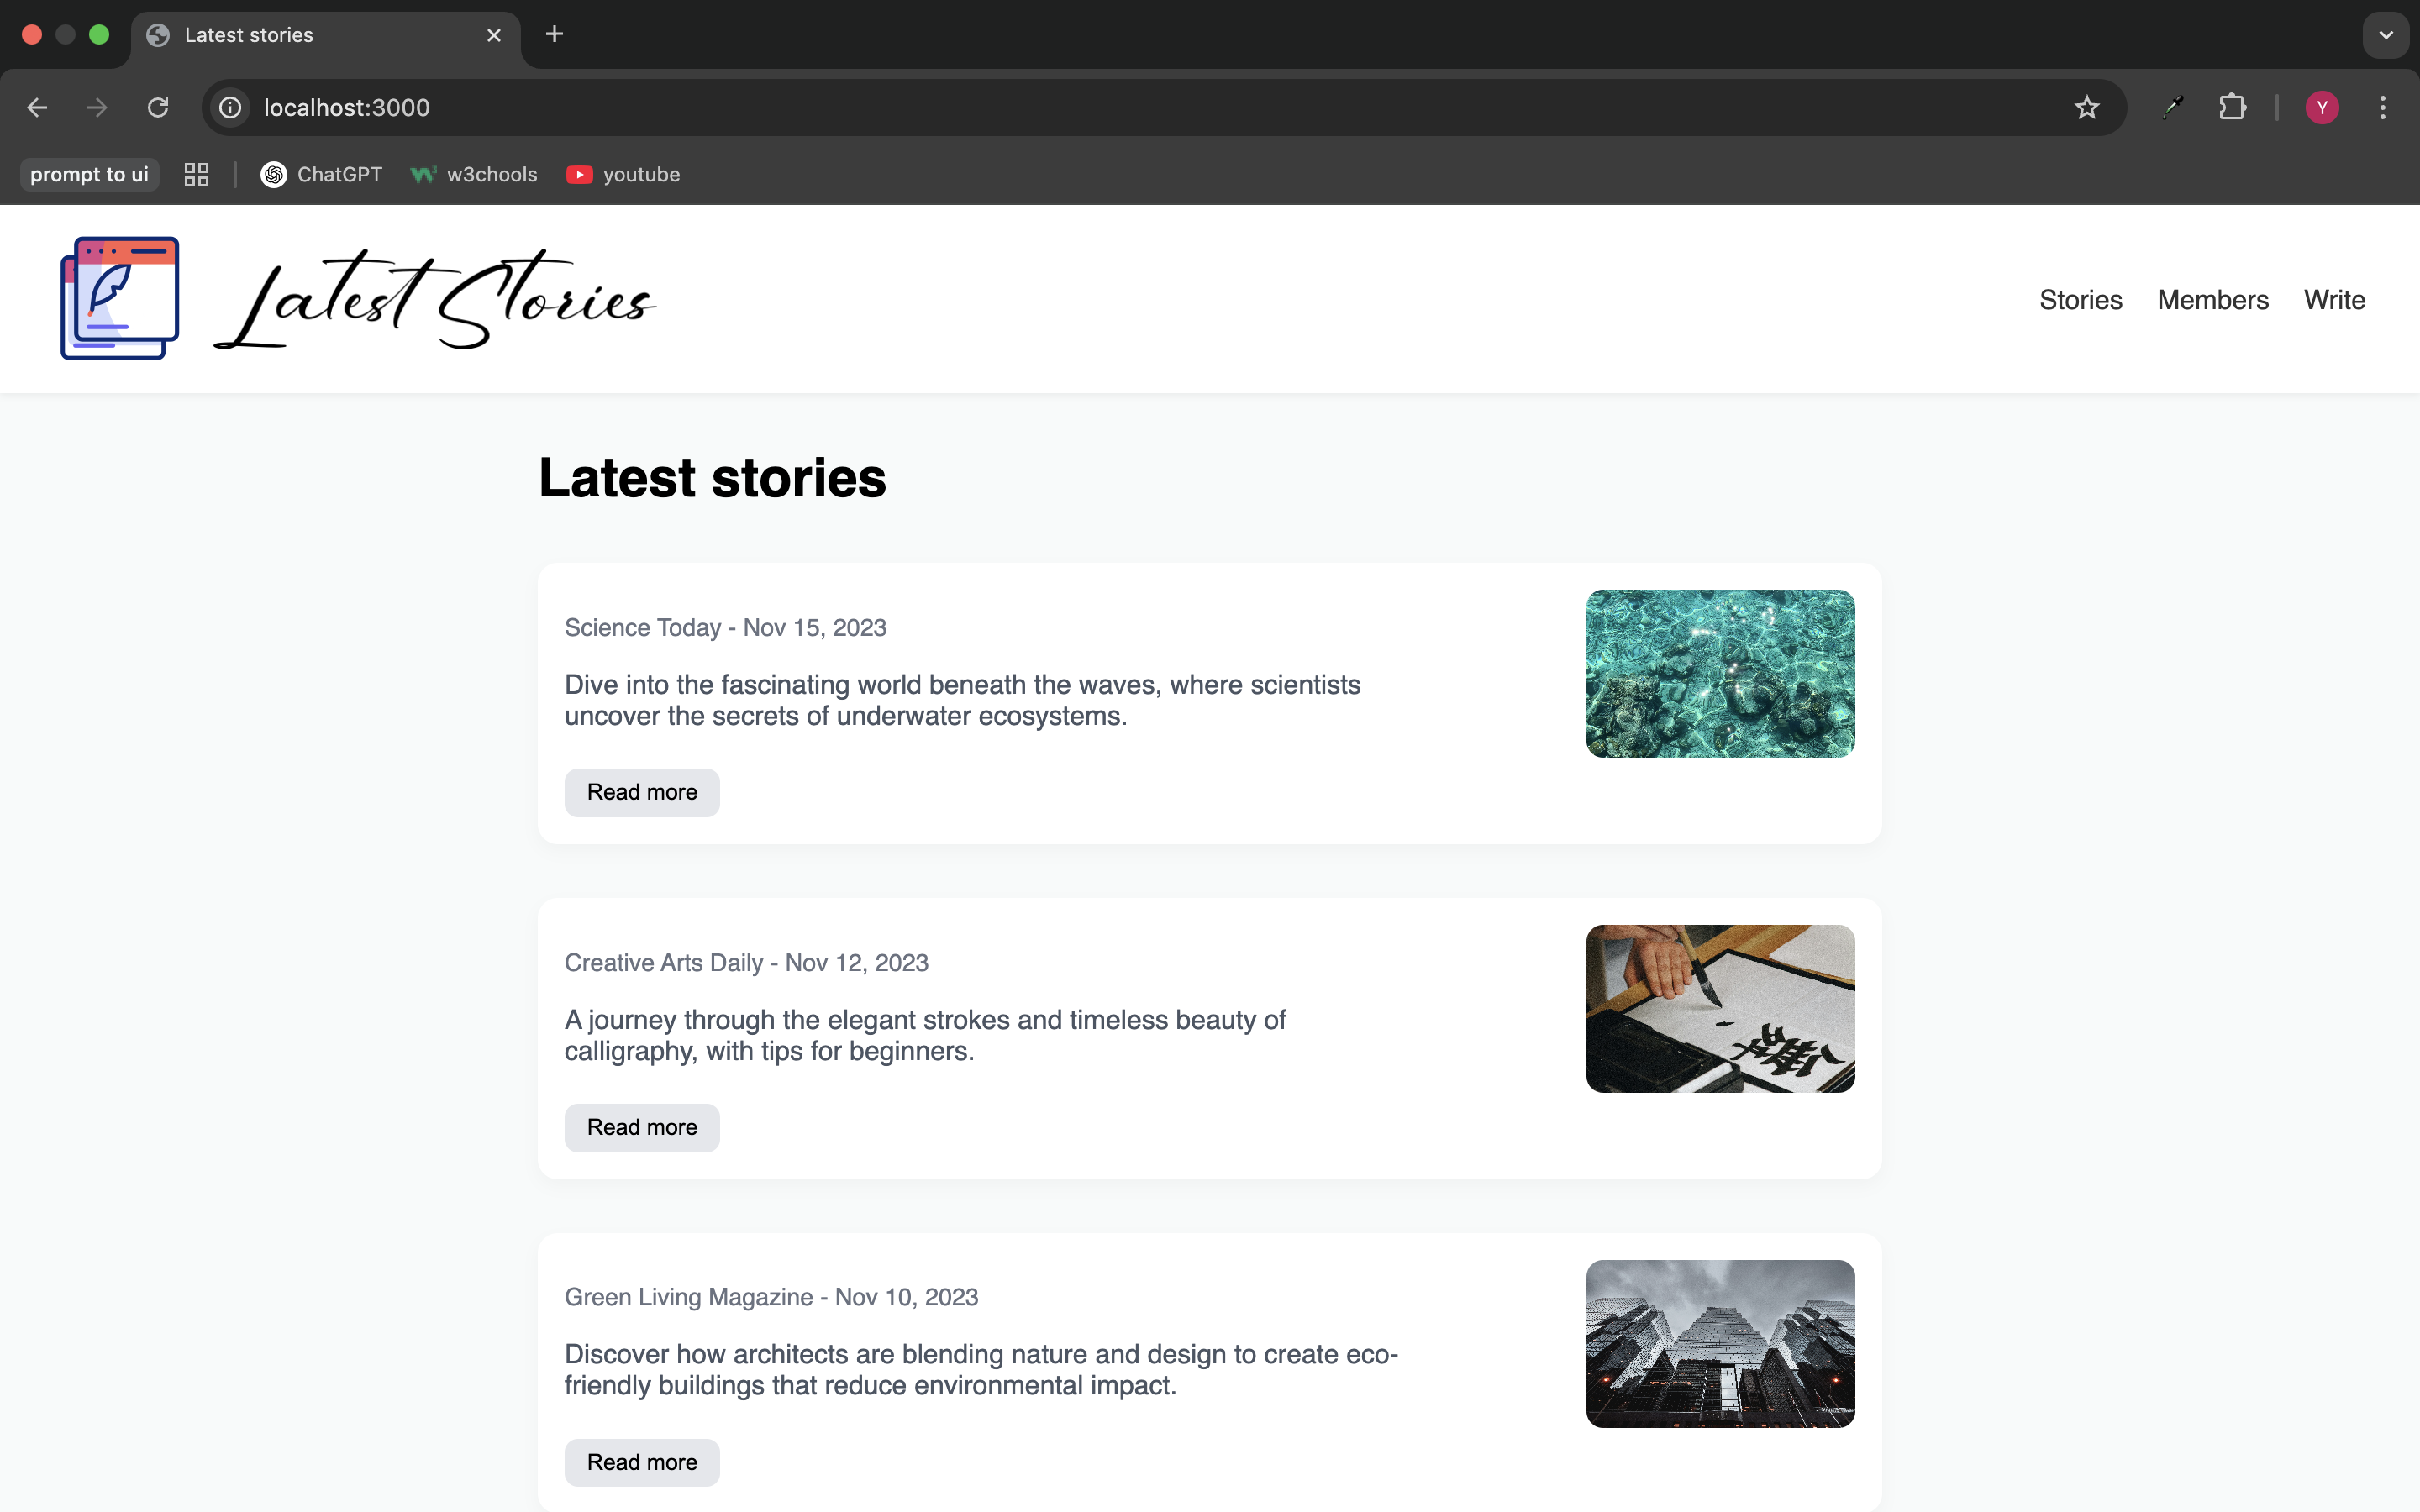 Latest stories
localhost:3000
Y
prompt to ui
ChatGPT
w3chools
youtube
Latest Stories
Stories
Members
Write
Latest stories
Science Today - Nov 15, 2023
Dive into the fascinating world beneath the waves, where scientists
uncover the secrets of underwater ecosystems.
Read more
Creative Arts Daily - Nov 12, 2023
A journey through the elegant strokes and timeless beauty of
calligraphy, with tips for beginners.
Read more
Green Living Magazine - Nov 10, 2023
Discover how architects are blending nature and design to create eco-
friendly buildings that reduce environmental impact.
Read more